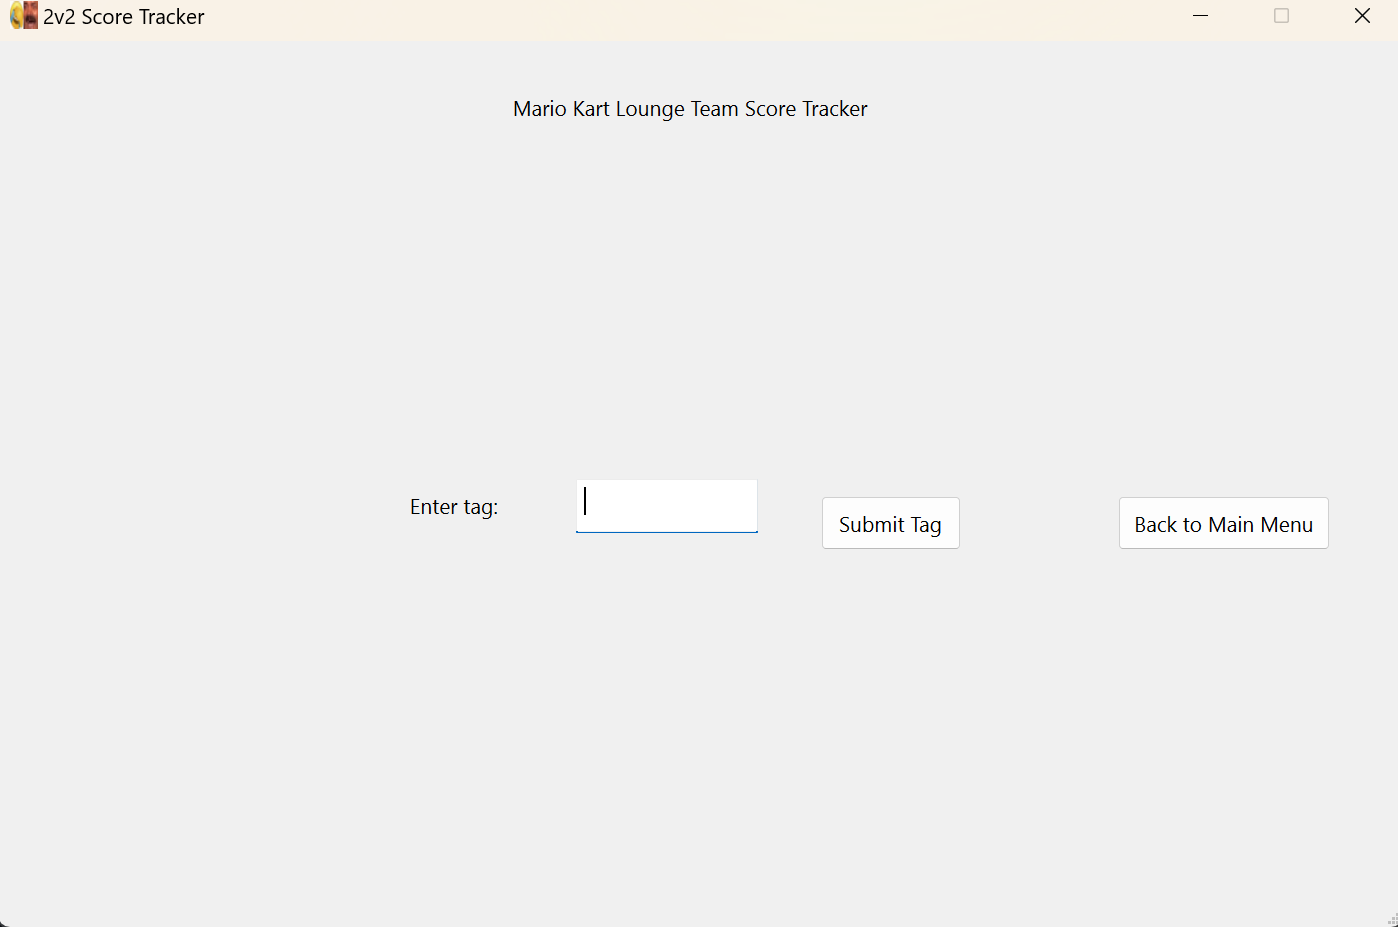 2v2 Score Tracker
Mario Kart Lounge Team Score Tracker
Enter tag:
Submit Tag
Back to Main Menu